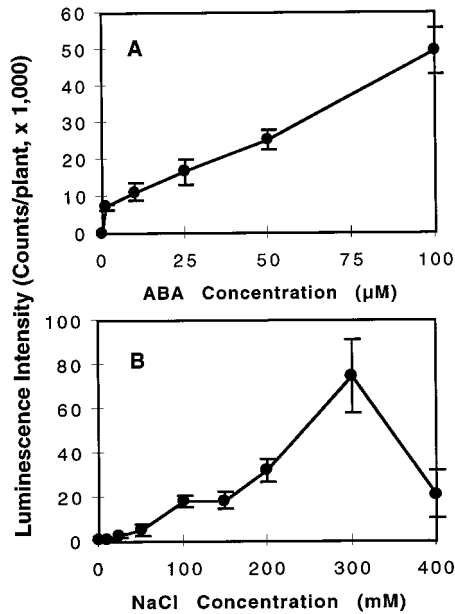 Luminescence Intensity (Counts/plant, x 1,000)
A
60
50
40
30
20
10
0
0 25 50 75 100
ABA Concentration (µM)
B
100
80
60
40
20
0
0 100 200 300 400
NaCl Concentration (mM)